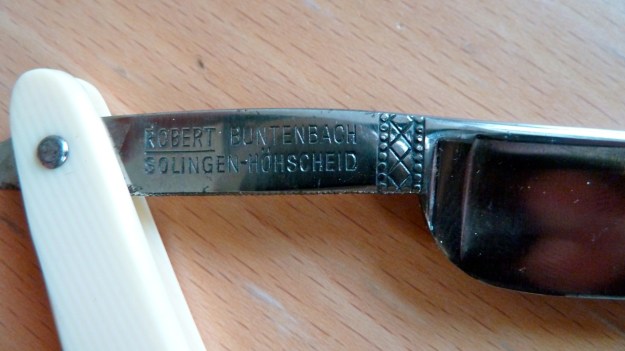 ROBERT BUNTENBACH
SOLINGEN-HÖHSCHEID